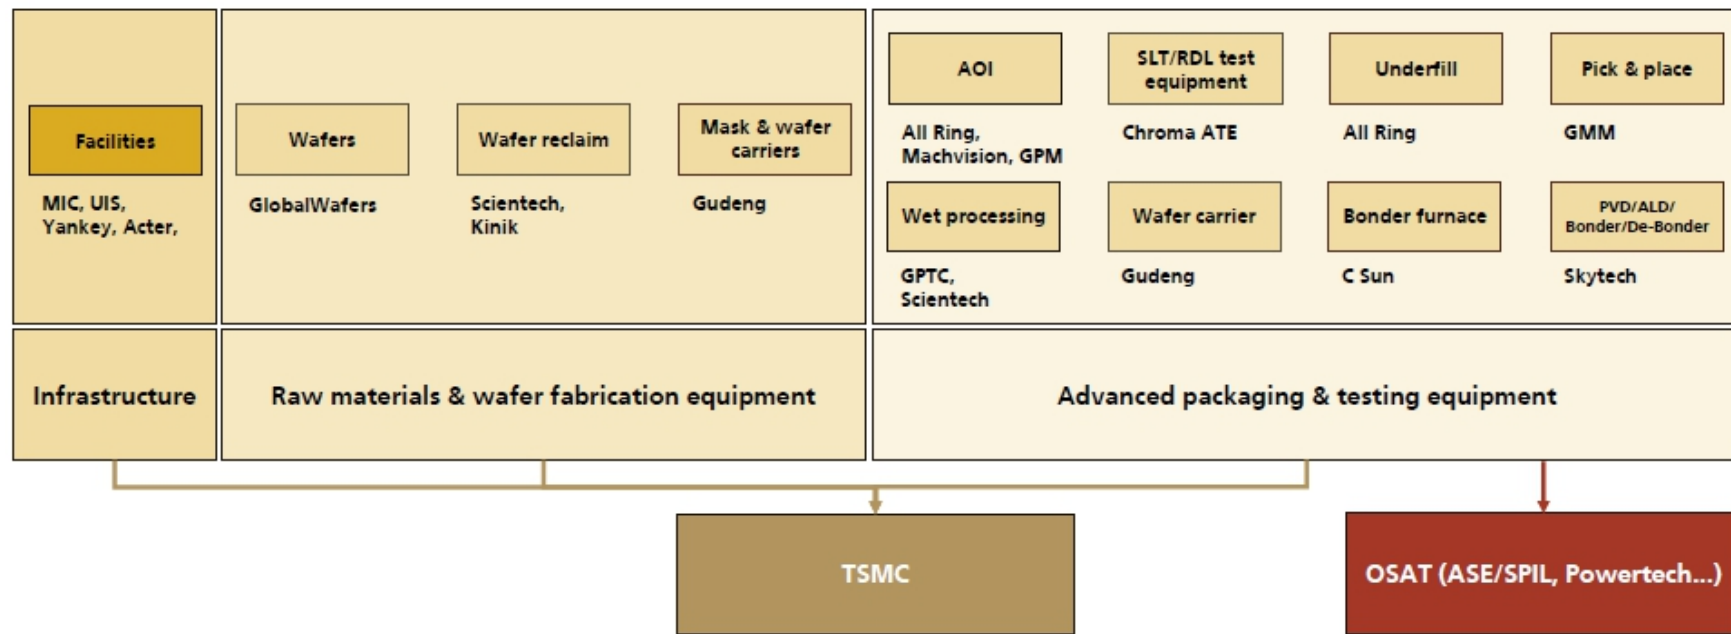 Facilities
MIC, UIS,
Yankey, Acter,
Infrastructure
Wafers
GlobalWafers
Wafer reclaim
Scientech,
Kinik
Mask & wafer
carriers
Gudeng
Raw materials & wafer fabrication equipment
AOI
All Ring,
Machvision, GPM
SLT/RDL test
equipment
Chroma ATE
Underfill
All Ring
Pick & place
GMM
Wet processing
GPTC,
Scientech
Wafer carrier
Gudeng
Bonder furnace
C Sun
PVD/ALD/
Bonder/De-Bonder
Skytech
Advanced packaging & testing equipment
TSMC
OSAT (ASE/SPIL, Powertech...)